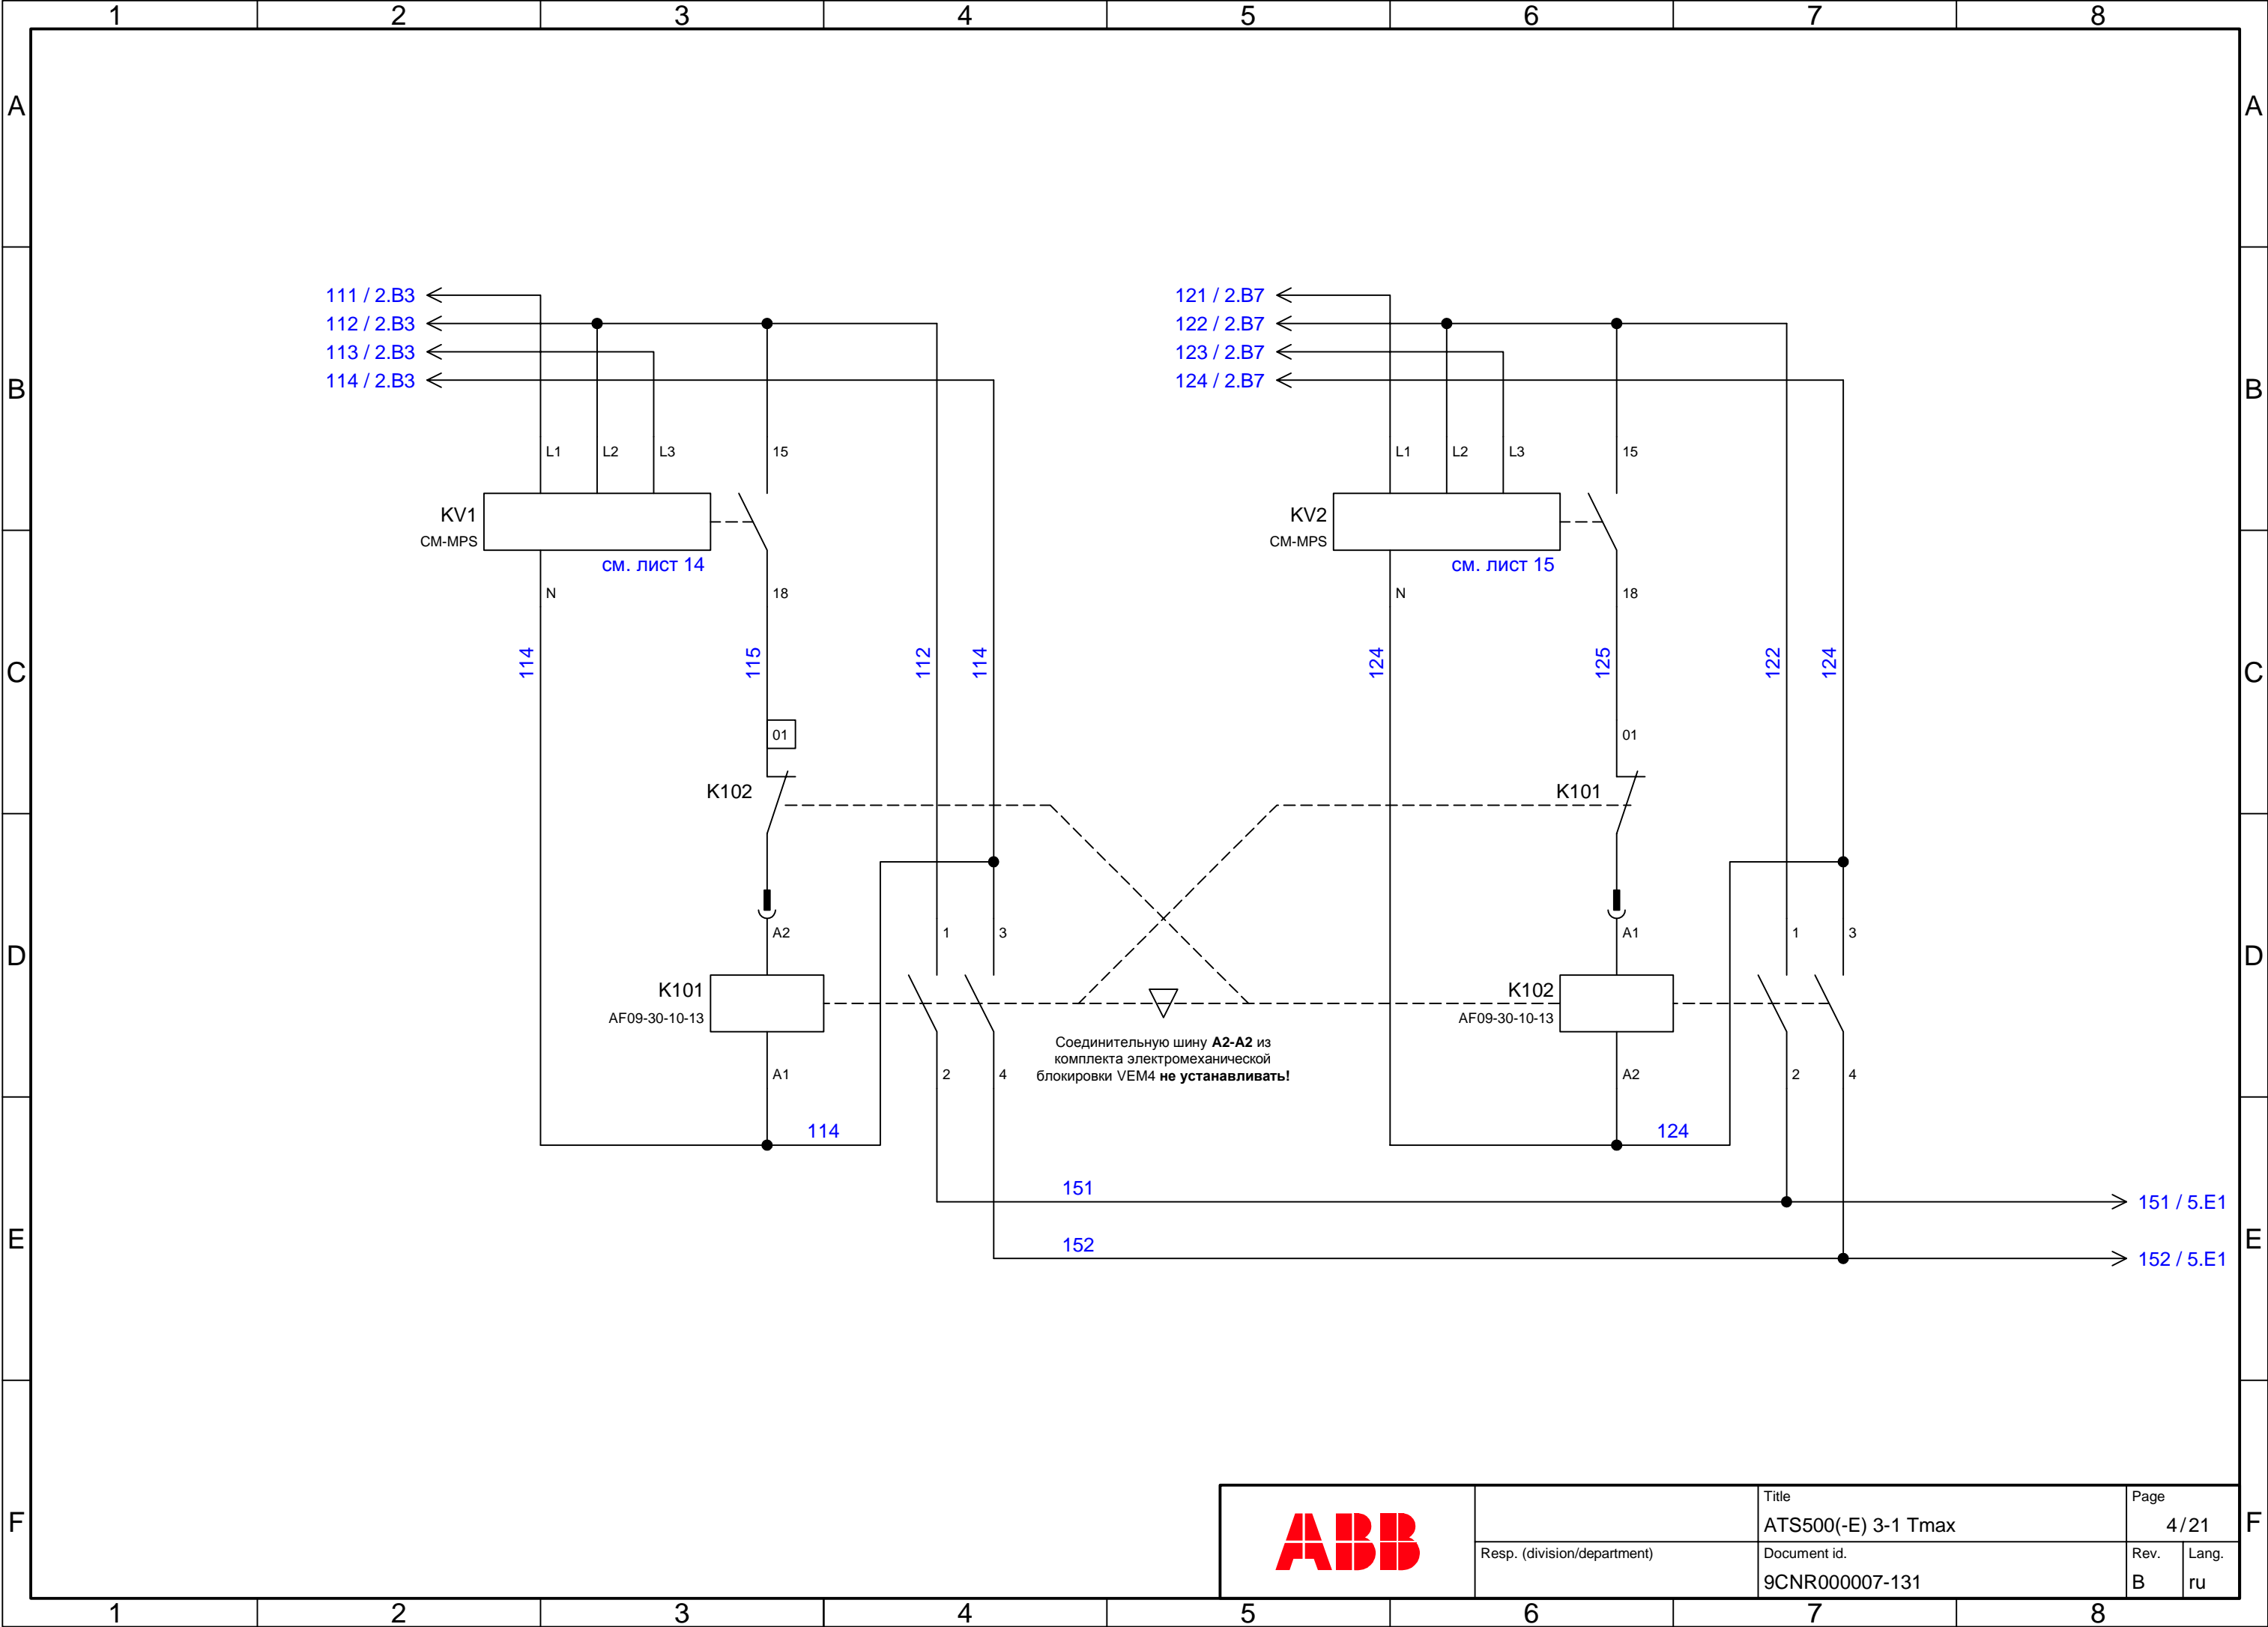 1 2 3 4 5 6 7 8
A A
111 / 2.B3 121 / 2.B7
112 / 2.B3 122 / 2.B7
113 / 2.B3 123 / 2.B7
B 114 / 2.B3 124 / 2.B7 B
L1 L2 L3 15 L1 L2 L3 15
KV1 KV2
CM-MPS CM-MPS
см. лист 14 см. лист 15
N 18 N 18
C 114 115 112 114 124 125 122 124 C
01 01
K102 K101
D A2 1 3 A1 1 3 D
K101 K102
AF09-30-10-13 AF09-30-10-13
Соединительную шину A2-A2 из
комплекта электромеханической
блокировки VEM4 не устанавливать!
A1 2 4 A2 2 4
114 124
151 151 / 5.E1
E 152 152 / 5.E1 E
F F
ABB
Title Page
ATS500(-E) 3-1 Tmax 4/21
Resp. (division/department) Document id. Rev. Lang.
9CNR000007-131 B ru
1 2 3 4 5 6 7 8